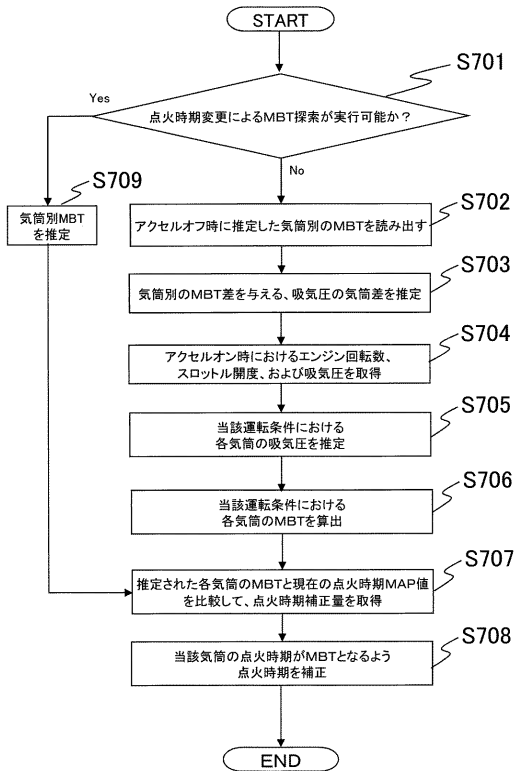 START
S701
点火時期変更によるMBT探索が実行可能か?
Yes
No
S709
気筒別MBT
を推定
S702
アクセルオフ時に推定した気筒別のMBTを読み出す
S703
気筒別のMBT差を与える、吸気圧の気筒差を推定
S704
アクセルオン時におけるエンジン回転数、
スロットル開度、および吸気圧を取得
S705
当該運転条件における
各気筒の吸気圧を推定
S706
当該運転条件における
各気筒のMBTを算出
S707
推定された各気筒のMBTと現在の点火時期MAP値
を比較して、点火時期補正量を取得
S708
当該気筒の点火時期がMBTとなるよう
点火時期を補正
END